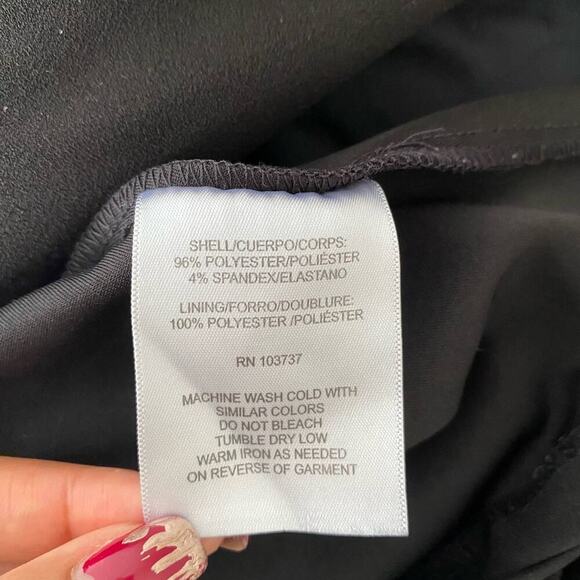 SHELL/CUERPO/CORPS:
96% POLYESTER/POLIÉSTER
4% SPANDEX/ELASTANO
LINING/FORRO/DOUBLURE:
100% POLYESTER /POLIÉSTER
RN 103737
MACHINE WASH COLD WITH
SIMILAR COLORS
DO NOT BLEACH
TUMBLE DRY LOW
WARM IRON AS NEEDED
ON REVERSE OF GARMENT